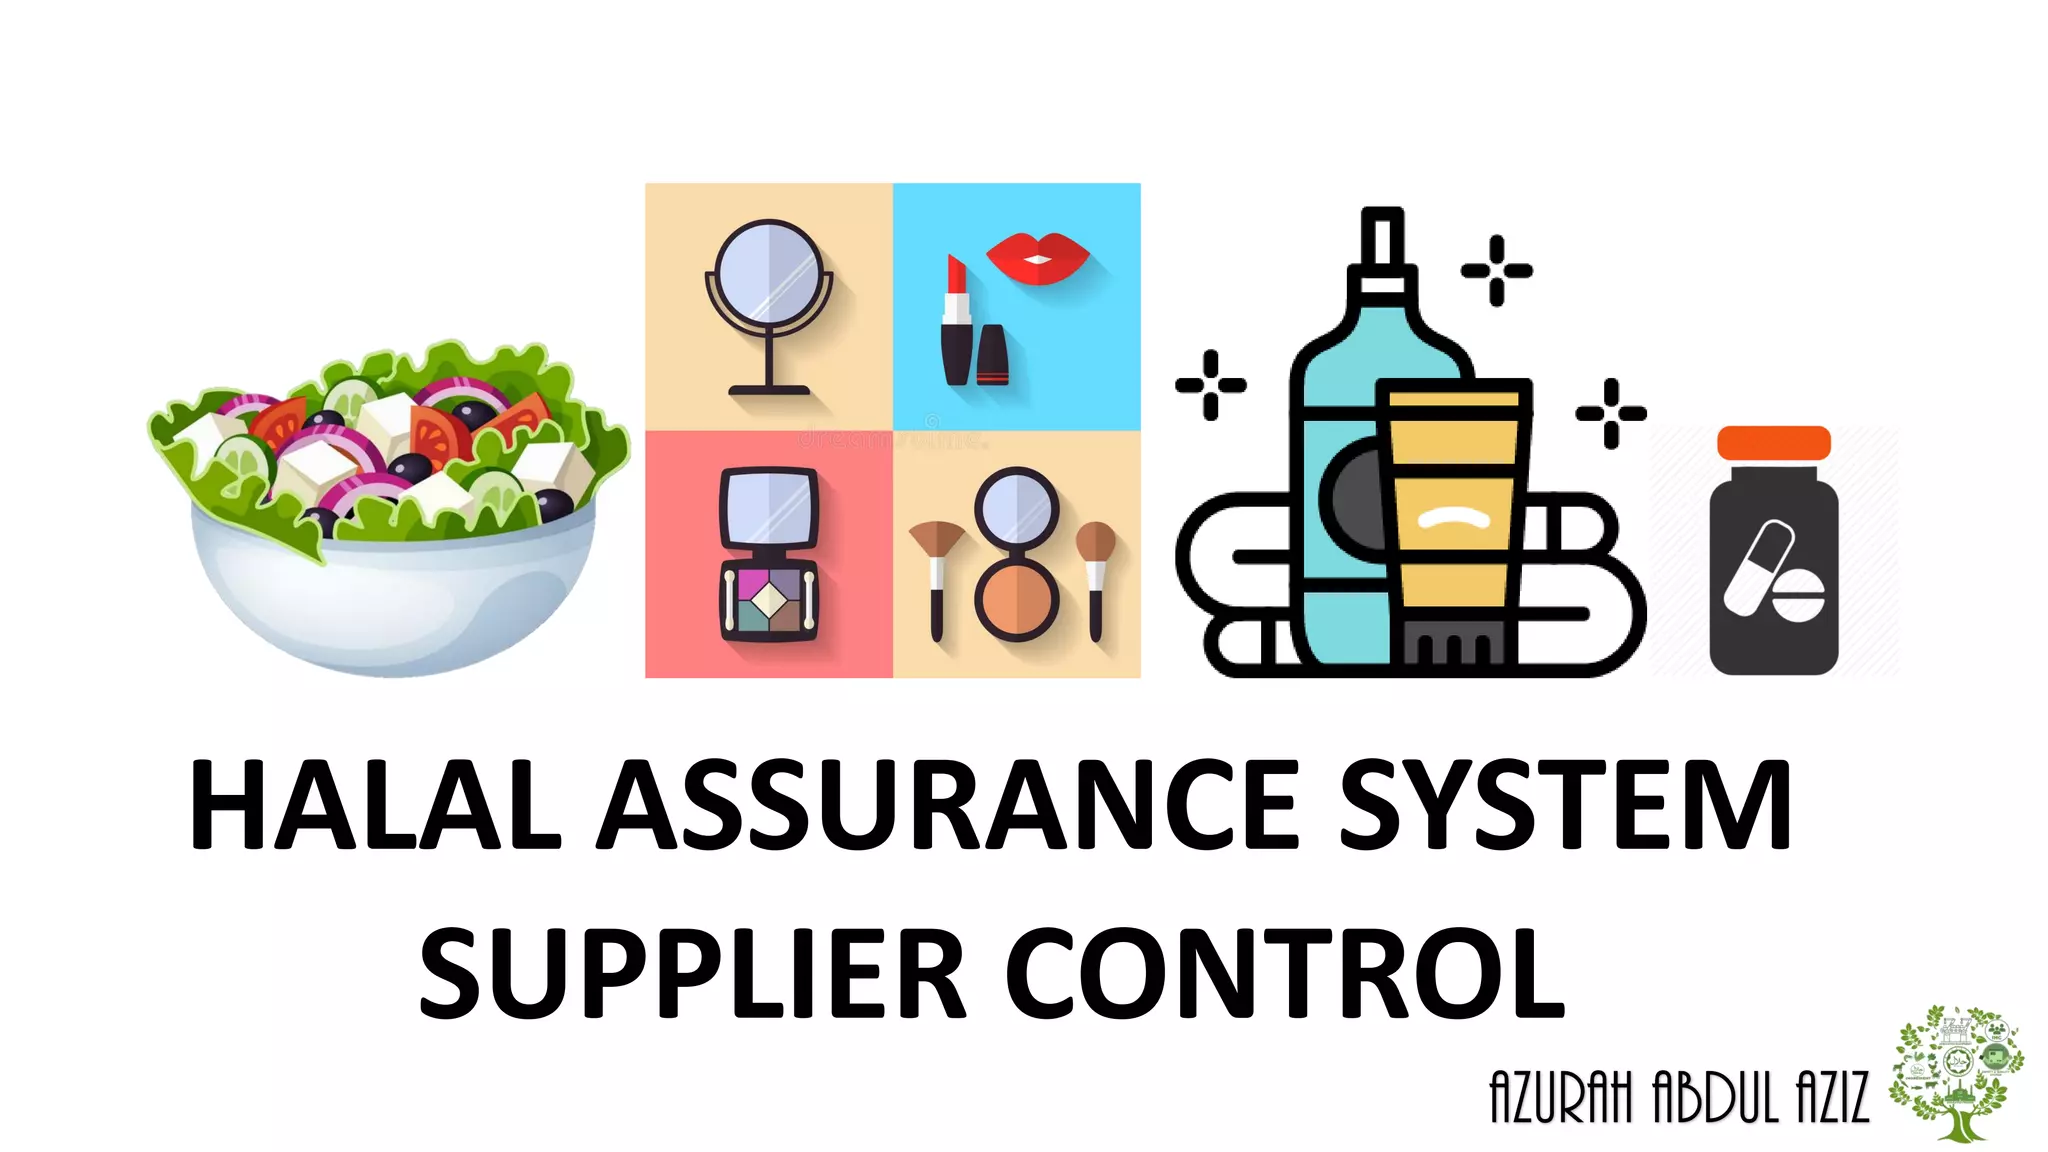 HALAL ASSURANCE SYSTEM
SUPPLIER CONTROL
AZURAH ABDUL AZIZ